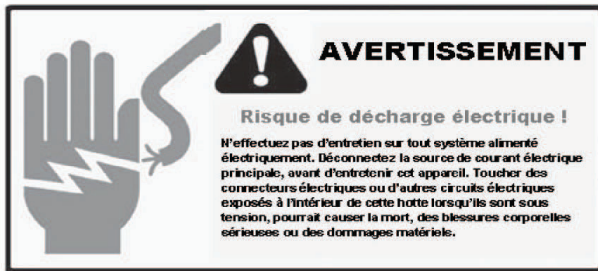 AVERTISSEMENT
Risque de décharge électrique !
N'effectuez pas d'entretien sur tout système alimenté
électriquement. Déconnectez la source de courant électrique
principale, avant d'entretenir cet appareil. Toucher des
connecteurs électriques ou d'autres circuits électriques
exposés à l'intérieur de cette hotte lorsqu'ils sont sous
tension, pourrait causer la mort, des blessures corporelles
sérieuses ou des dommages matériels.